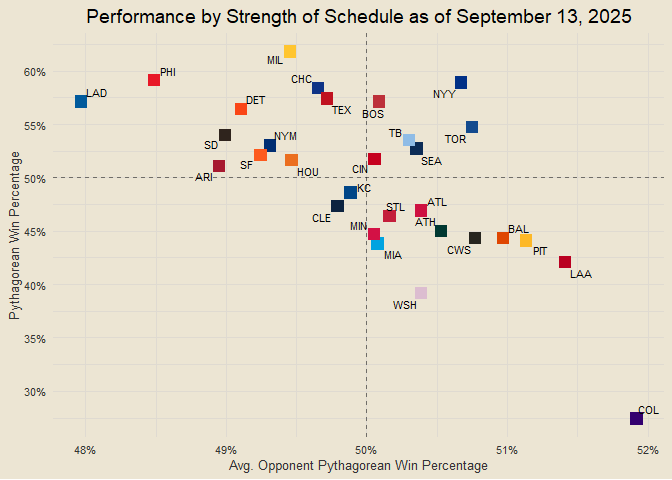 Performance by Strength of Schedule as of September 13, 2025
Pythagorean Win Percentage
60%
55%
50%
45%
40%
35%
30%
MIL
PHI
CHC
LAD
NYY
DET
TEX
BOS
TB
TOR
SD
NYM
SEA
SF
CIN
HOU
ARI
KC
ATL
STL
CLE
ATH
MIN
BAL
CWS
PIT
MIA
LAA
WSH
COL
48%
49%
50%
51%
52%
Avg. Opponent Pythagorean Win Percentage